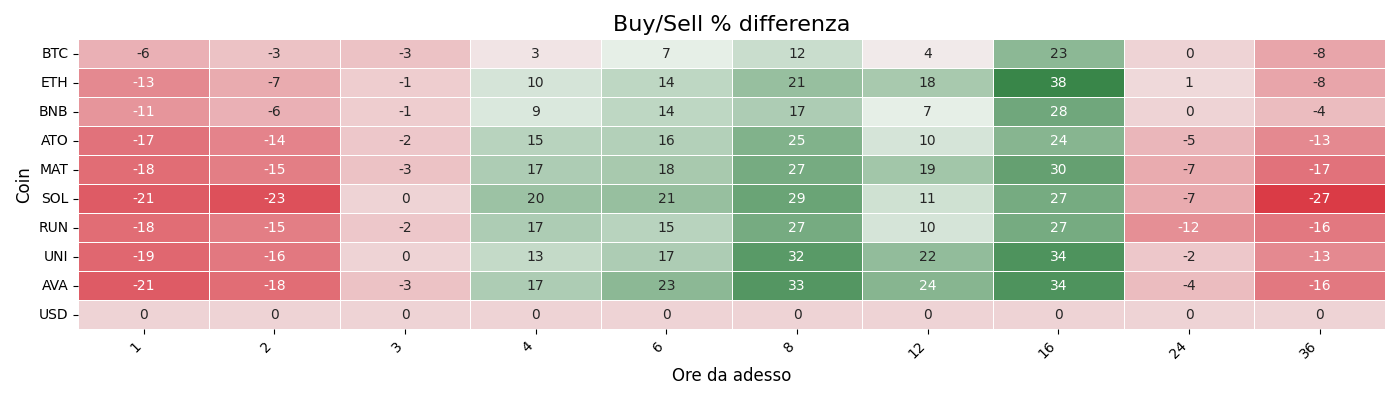 Buy/Sell % differenza
Coin
BTC -6 -3 -3 3 7 12 4 23 0 -8
ETH -13 -7 -1 10 14 21 18 38 1 -8
BNB -11 -6 -1 9 14 17 7 28 0 -4
ATO -17 -14 -2 15 16 25 10 24 -5 -13
MAT -18 -15 -3 17 18 27 19 30 -7 -17
SOL -21 -23 0 20 21 29 11 27 -7 -27
RUN -18 -15 -2 17 15 27 10 27 -12 -16
UNI -19 -16 0 13 17 32 22 34 -2 -13
AVA -21 -18 -3 17 23 33 24 34 -4 -16
USD 0 0 0 0 0 0 0 0 0 0
1 2 3 4 6 8 12 16 24 36
Ore da adesso